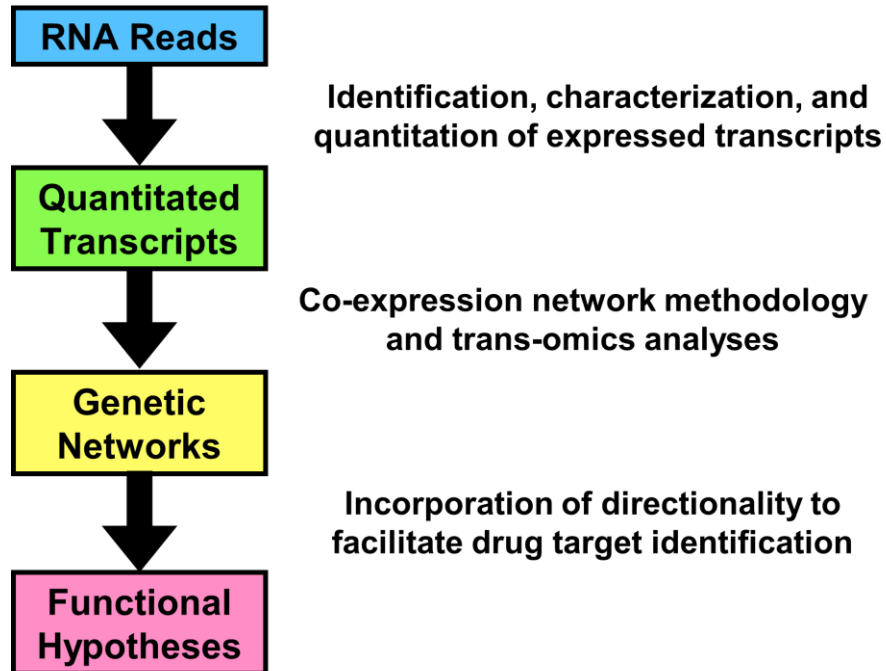 RNA Reads
Identification, characterization, and
quantitation of expressed transcripts
Quantitated
Transcripts
Co-expression network methodology
and trans-omics analyses
Genetic
Networks
Incorporation of directionality to
facilitate drug target identification
Functional
Hypotheses